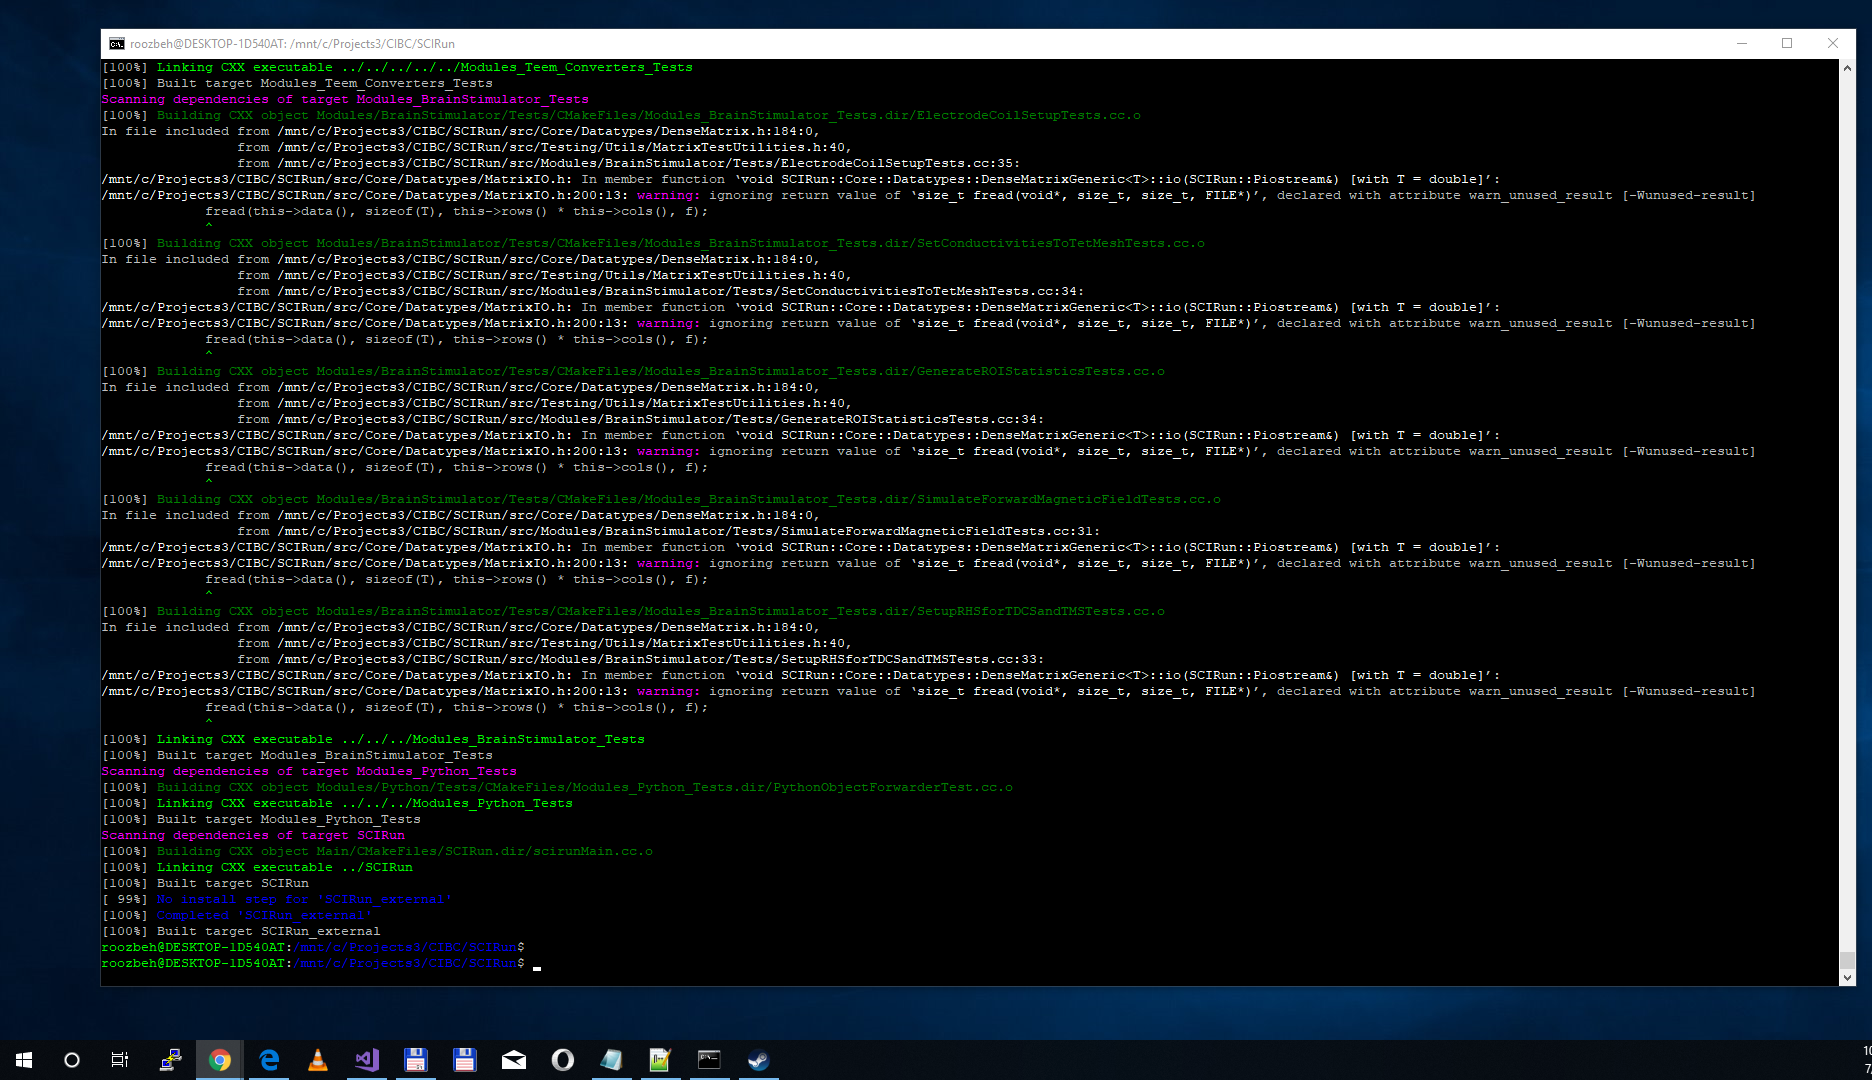 roozbeh@DESKTOP-1D540AT: /mnt/c/Projects3/CIBC/SCIRun
[100%] Linking CXX executable ../../../../../Modules_Teem_Converters_Tests
[100%] Built target Modules_Teem_Converters_Tests
Scanning dependencies of target Modules_BrainStimulator_Tests
[100%] Building CXX object Modules/BrainStimulator/Tests/CMakeFiles/Modules_BrainStimulator_Tests.dir/ElectrodeCoilSetupTests.cc.o
In file included from /mnt/c/Projects3/CIBC/SCIRun/src/Core/Datatypes/DenseMatrix.h:184:0,
from /mnt/c/Projects3/CIBC/SCIRun/src/Testing/Utils/MatrixTestUtilities.h:40,
from /mnt/c/Projects3/CIBC/SCIRun/src/Modules/BrainStimulator/Tests/ElectrodeCoilSetupTests.cc:35:
/mnt/c/Projects3/CIBC/SCIRun/src/Core/Datatypes/MatrixIO.h: In member function ‘void SCIRun::Core::Datatypes::DenseMatrixGeneric<T>::io(SCIRun::Piostream&) [with T = double]’:
/mnt/c/Projects3/CIBC/SCIRun/src/Core/Datatypes/MatrixIO.h:200:13: warning: ignoring return value of ‘size_t fread(void*, size_t, size_t, FILE*)’, declared with attribute warn_unused_result [-Wunused-result]
fread(this->data(), sizeof(T), this->rows() * this->cols(), f);
^
[100%] Building CXX object Modules/BrainStimulator/Tests/CMakeFiles/Modules_BrainStimulator_Tests.dir/SetConductivitiesToTetMeshTests.cc.o
In file included from /mnt/c/Projects3/CIBC/SCIRun/src/Core/Datatypes/DenseMatrix.h:184:0,
from /mnt/c/Projects3/CIBC/SCIRun/src/Testing/Utils/MatrixTestUtilities.h:40,
from /mnt/c/Projects3/CIBC/SCIRun/src/Modules/BrainStimulator/Tests/SetConductivitiesToTetMeshTests.cc:34:
/mnt/c/Projects3/CIBC/SCIRun/src/Core/Datatypes/MatrixIO.h: In member function ‘void SCIRun::Core::Datatypes::DenseMatrixGeneric<T>::io(SCIRun::Piostream&) [with T = double]’:
/mnt/c/Projects3/CIBC/SCIRun/src/Core/Datatypes/MatrixIO.h:200:13: warning: ignoring return value of ‘size_t fread(void*, size_t, size_t, FILE*)’, declared with attribute warn_unused_result [-Wunused-result]
fread(this->data(), sizeof(T), this->rows() * this->cols(), f);
^
[100%] Building CXX object Modules/BrainStimulator/Tests/CMakeFiles/Modules_BrainStimulator_Tests.dir/GenerateROIStatisticsTests.cc.o
In file included from /mnt/c/Projects3/CIBC/SCIRun/src/Core/Datatypes/DenseMatrix.h:184:0,
from /mnt/c/Projects3/CIBC/SCIRun/src/Testing/Utils/MatrixTestUtilities.h:40,
from /mnt/c/Projects3/CIBC/SCIRun/src/Modules/BrainStimulator/Tests/GenerateROIStatisticsTests.cc:34:
/mnt/c/Projects3/CIBC/SCIRun/src/Core/Datatypes/MatrixIO.h: In member function ‘void SCIRun::Core::Datatypes::DenseMatrixGeneric<T>::io(SCIRun::Piostream&) [with T = double]’:
/mnt/c/Projects3/CIBC/SCIRun/src/Core/Datatypes/MatrixIO.h:200:13: warning: ignoring return value of ‘size_t fread(void*, size_t, size_t, FILE*)’, declared with attribute warn_unused_result [-Wunused-result]
fread(this->data(), sizeof(T), this->rows() * this->cols(), f);
^
[100%] Building CXX object Modules/BrainStimulator/Tests/CMakeFiles/Modules_BrainStimulator_Tests.dir/SimulateForwardMagneticFieldTests.cc.o
In file included from /mnt/c/Projects3/CIBC/SCIRun/src/Core/Datatypes/DenseMatrix.h:184:0,
from /mnt/c/Projects3/CIBC/SCIRun/src/Modules/BrainStimulator/Tests/SimulateForwardMagneticFieldTests.cc:31:
/mnt/c/Projects3/CIBC/SCIRun/src/Core/Datatypes/MatrixIO.h: In member function ‘void SCIRun::Core::Datatypes::DenseMatrixGeneric<T>::io(SCIRun::Piostream&) [with T = double]’:
/mnt/c/Projects3/CIBC/SCIRun/src/Core/Datatypes/MatrixIO.h:200:13: warning: ignoring return value of ‘size_t fread(void*, size_t, size_t, FILE*)’, declared with attribute warn_unused_result [-Wunused-result]
fread(this->data(), sizeof(T), this->rows() * this->cols(), f);
^
[100%] Building CXX object Modules/BrainStimulator/Tests/CMakeFiles/Modules_BrainStimulator_Tests.dir/SetupRHSforTDCSandTMSTests.cc.o
In file included from /mnt/c/Projects3/CIBC/SCIRun/src/Core/Datatypes/DenseMatrix.h:184:0,
from /mnt/c/Projects3/CIBC/SCIRun/src/Testing/Utils/MatrixTestUtilities.h:40,
from /mnt/c/Projects3/CIBC/SCIRun/src/Modules/BrainStimulator/Tests/SetupRHSforTDCSandTMSTests.cc:33:
/mnt/c/Projects3/CIBC/SCIRun/src/Core/Datatypes/MatrixIO.h: In member function ‘void SCIRun::Core::Datatypes::DenseMatrixGeneric<T>::io(SCIRun::Piostream&) [with T = double]’:
/mnt/c/Projects3/CIBC/SCIRun/src/Core/Datatypes/MatrixIO.h:200:13: warning: ignoring return value of ‘size_t fread(void*, size_t, size_t, FILE*)’, declared with attribute warn_unused_result [-Wunused-result]
fread(this->data(), sizeof(T), this->rows() * this->cols(), f);
^
[100%] Linking CXX executable ../../../Modules_BrainStimulator_Tests
[100%] Built target Modules_BrainStimulator_Tests
Scanning dependencies of target Modules_Python_Tests
[100%] Building CXX object Modules/Python/Tests/CMakeFiles/Modules_Python_Tests.dir/PythonObjectForwarderTest.cc.o
[100%] Linking CXX executable ../../../Modules_Python_Tests
[100%] Built target Modules_Python_Tests
Scanning dependencies of target SCIRun
[100%] Building CXX object Main/CMakeFiles/SCIRun.dir/scirunMain.cc.o
[100%] Linking CXX executable ../SCIRun
[100%] Built target SCIRun
[ 99%] No install step for 'SCIRun_external'
[100%] Completed 'SCIRun_external'
[100%] Built target SCIRun_external
roozbeh@DESKTOP-1D540AT:/mnt/c/Projects3/CIBC/SCIRun$
roozbeh@DESKTOP-1D540AT:/mnt/c/Projects3/CIBC/SCIRun$